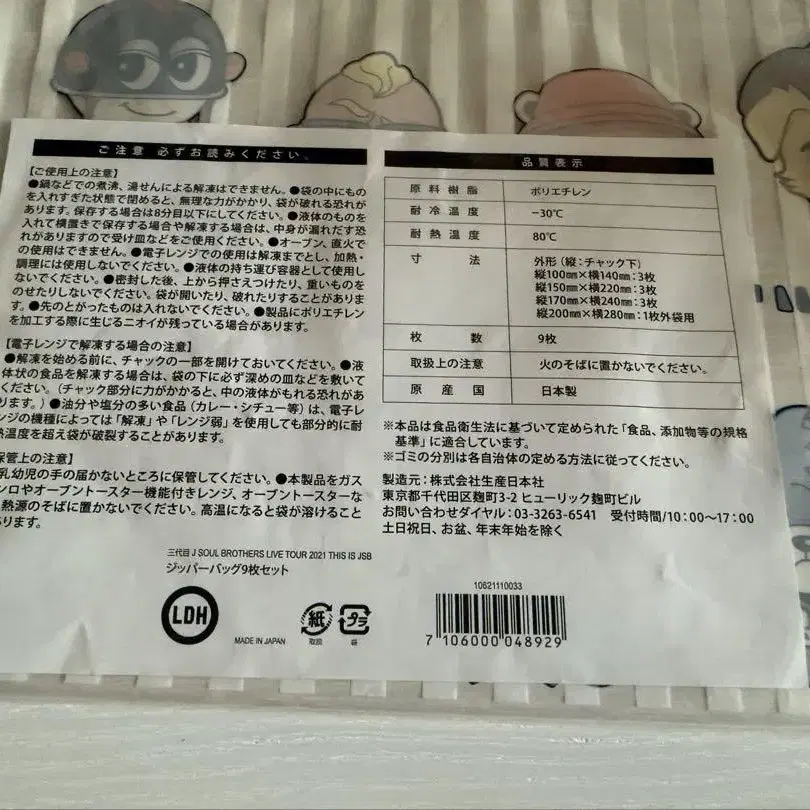 ご注意 必ずお読みください。
【ご使用上の注意】
●鍋などでの煮沸、湯せんによる解凍はできません。●袋の中にもの
を入れすぎた状態で閉めると、無理な力がかかり、袋が破れる恐れが
あります。保存する場合は8分目以下にしてください。●液体のものを
入れて横置きで保存する場合や解凍する場合は、中身が漏れだす恐
れがありますので受け皿などをご使用ください。●オーブン、直火で
の使用はできません。●電子レンジでの使用は解凍までとし、加熱・
調理には使用しないでください。●液体の持ち運び容器として使用し
ないでください。●密封した後、上から押さえつけたり、重いものを
のせたりしないでください。袋が開いたり、破れたりすることがありま
す。●先のとがったものは入れないでください。●製品にポリエチレン
を加工する際に生じるニオイが残っている場合があります。
【電子レンジで解凍する場合の注意】
●解凍を始める前に、チャックの一部を開けておいてください。●液
体状の食品を解凍する場合は、袋の下に必ず深めの皿などを敷いて
ください。(チャック部分に力がかかると、中の液体がもれる恐れがあ
ります。)●油分や塩分の多い食品(カレー・シチュー等)は、電子レ
ンジの機種によっては「解凍」や「レンジ弱」を使用しても部分的に耐
熱温度を超え袋が破裂することがあります。
保管上の注意】
乳幼児の手の届かないところに保管してください。●本製品をガス
ンロやオーブントースター機能付きレンジ、オーブントースターな
熱源のそばに置かないでください。高温になると袋が溶けること
ります。
三代目 J SOUL BROTHERS LIVE TOUR 2021 THIS IS JSB
ジッパーバッグ9枚セット
LDH
MADE IN JAPAN
紙
取説
プラ
袋
品質表示
原料樹脂 ポリエチレン
耐冷温度 −30℃
耐熱温度 80℃
寸法 外形(縦:チャック下)
縦100mm×横140mm:3枚
縦150mm×横220mm:3枚
縦170mm×横240mm:3枚
縦200mm×横280mm:1枚外袋用
枚数 9枚
取扱上の注意 火のそばに置かないでください。
原産国 日本製
※本品は食品衛生法に基づいて定められた「食品、添加物等の規格
基準」に適合しています。
※ゴミの分別は各自治体の定める方法に従ってください。
製造元:株式会社生産日本社
東京都千代田区麹町3-2 ヒューリック麹町ビル
お問い合わせダイヤル:03-3263-6541 受付時間/10:00〜17:00
土日祝日、お盆、年末年始を除く
10621110033
7 106000 048929